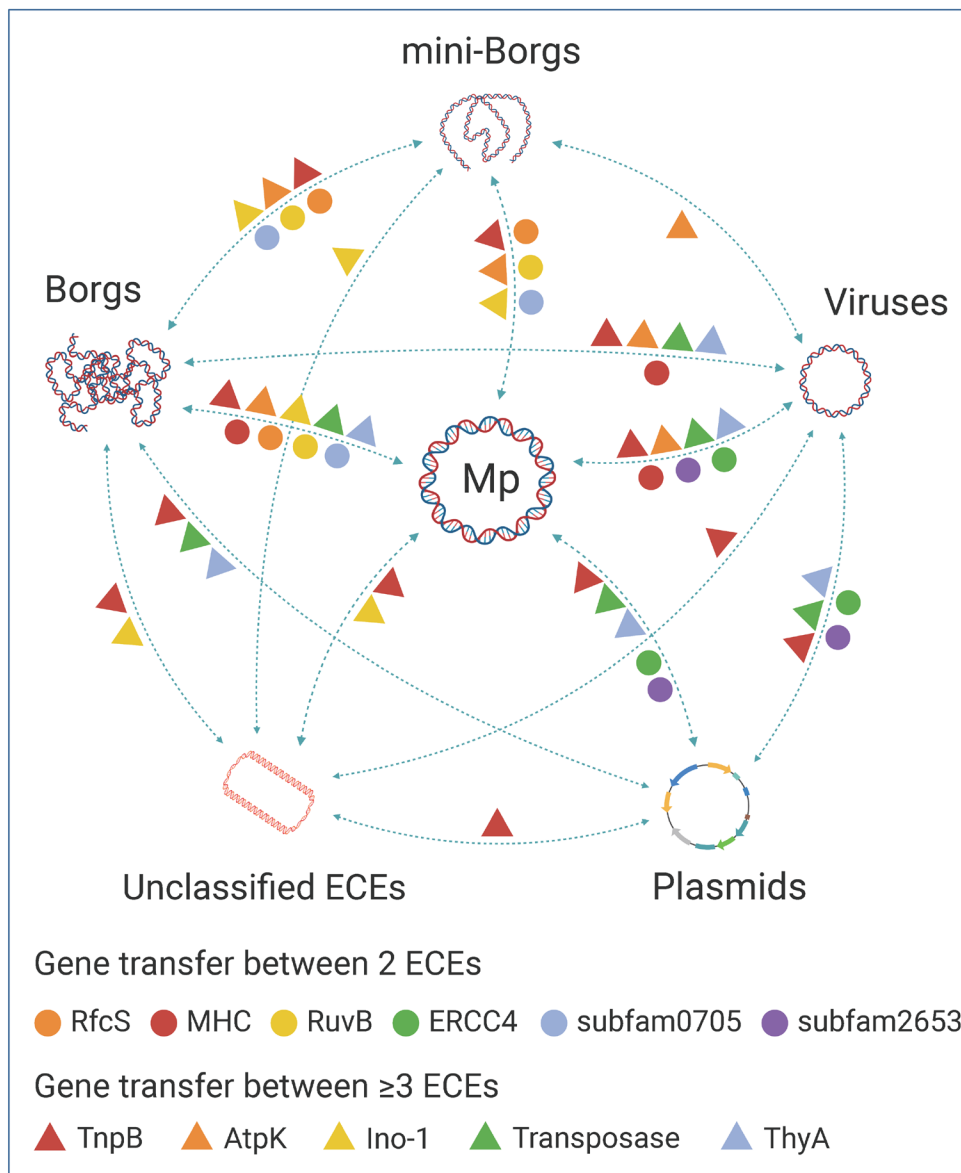 mini-Borgs
Borgs
Viruses
Mp
Unclassified ECEs
Plasmids
Gene transfer between 2 ECEs
RfcS MHC RuvB ERCC4 subfam0705 subfam2653
Gene transfer between ≥3 ECEs
TnpB AtpK Ino-1 Transposase ThyA